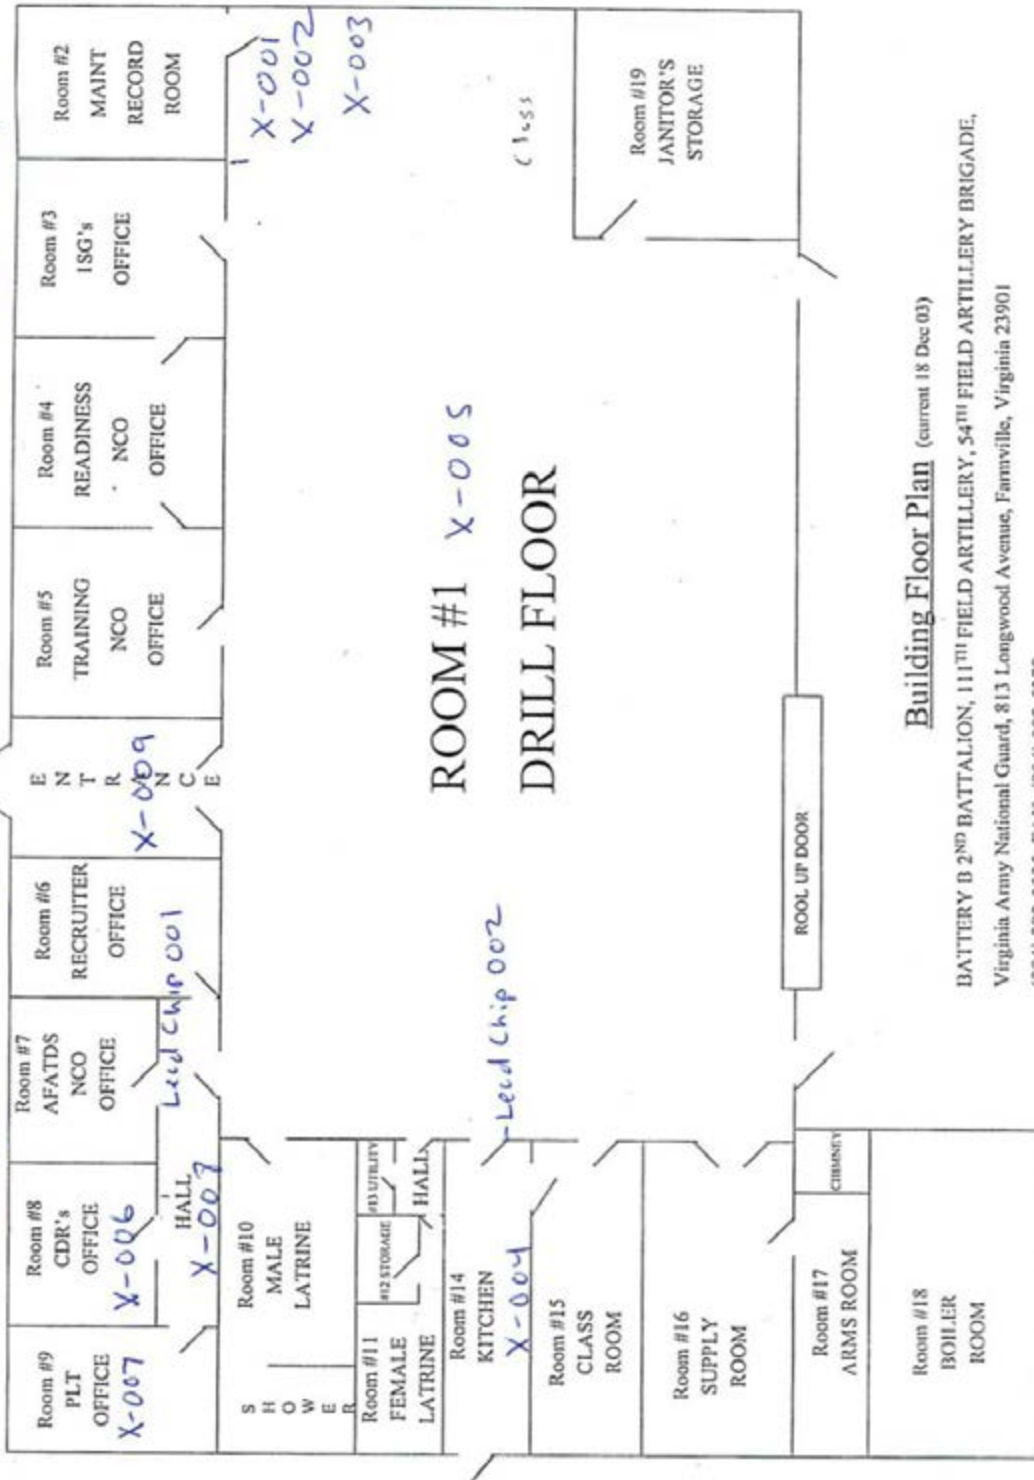 Room #9
PLT
OFFICE
X-007
Room #8
CDR's
OFFICE
X-006
Room #7
AFATDS
NCO
OFFICE
Room #6
RECRUITER
OFFICE
E
N
T
R
N
C
E
X-009
Room #5
TRAINING
NCO
OFFICE
Room #4
READINESS
NCO
OFFICE
Room #3
1SG's
OFFICE
Room #2
MAINT
RECORD
ROOM
HALL
X-007
Lead Chip 001
X-001
X-002
X-003
Class
S
H
O
W
E
R
Room #10
MALE
LATRINE
Room #11
FEMALE
LATRINE
#12 STORAGE
#13 UTILITY
HALL
Room #14
KITCHEN
X-004
-Lead Chip 002
ROOM #1 X-005
DRILL FLOOR
Room #15
CLASS
ROOM
Room #16
SUPPLY
ROOM
Room #17
ARMS ROOM
CHIMNEY
Room #18
BOILER
ROOM
ROOL UP DOOR
Room #19
JANITOR'S
STORAGE
Building Floor Plan (current 18 Dec 03)
BATTERY B 2ND BATTALION, 111TH FIELD ARTILLERY, 54TH FIELD ARTILLERY BRIGADE,
Virginia Army National Guard, 813 Longwood Avenue, Farmville, Virginia 23901